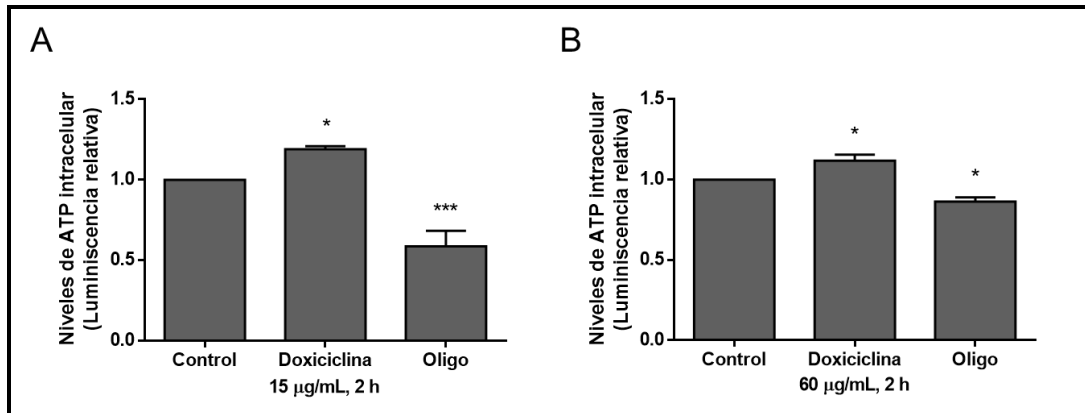 A
Niveles de ATP intracelular
(Luminiscencia relativa)
1.5
1.0
0.5
0.0
*
***
Control Doxiciclina Oligo
15 µg/mL, 2 h
B
Niveles de ATP intracelular
(Luminiscencia relativa)
1.5
1.0
0.5
0.0
*
*
Control Doxiciclina Oligo
60 µg/mL, 2 h